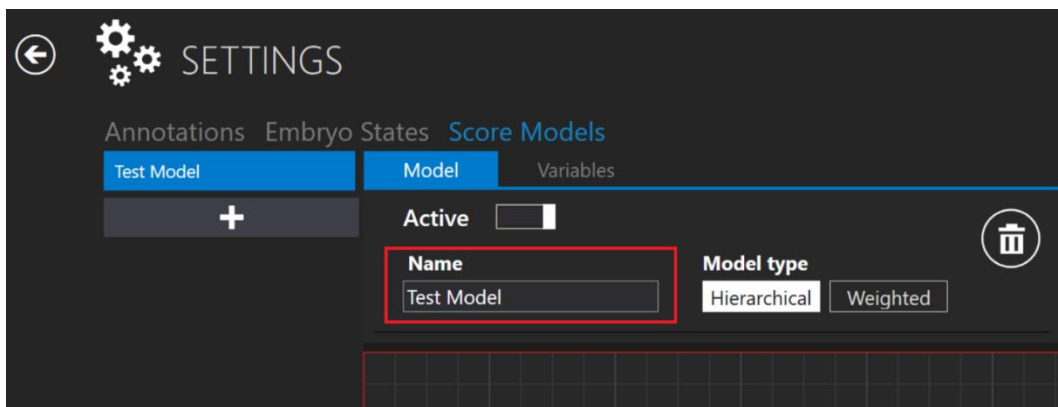 SETTINGS
Annotations Embryo States Score Models
Test Model
Model Variables
Active
Name
Model type
Test Model
Hierarchical Weighted